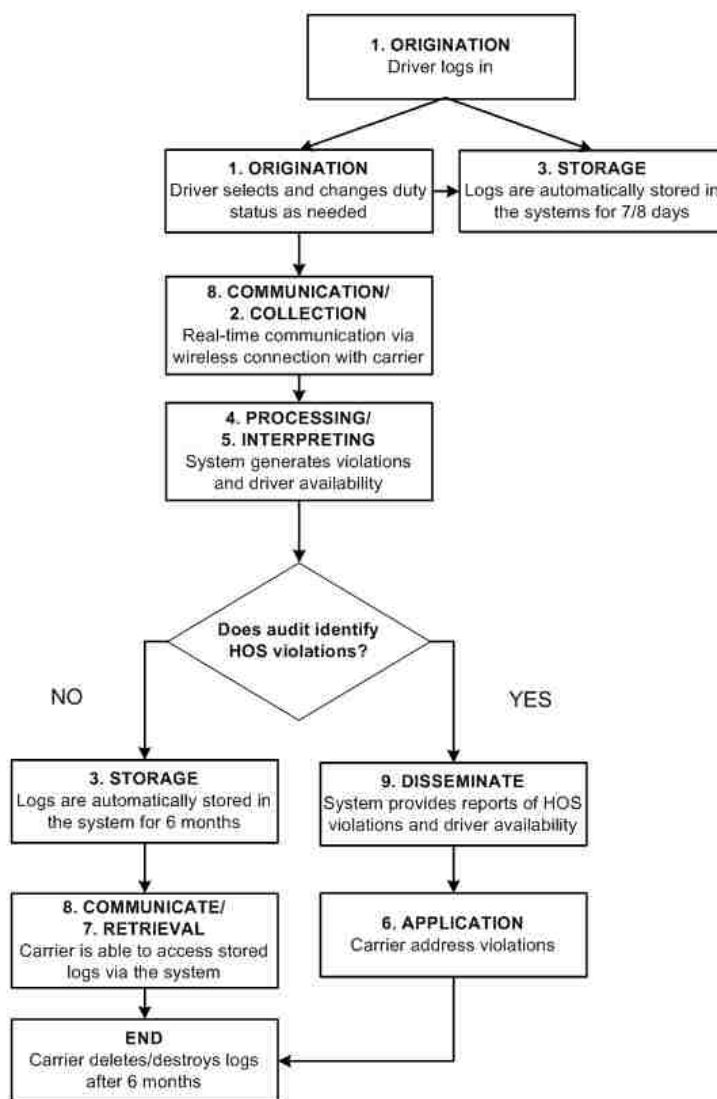 1. ORIGINATION
Driver logs in
1. ORIGINATION
Driver selects and changes duty
status as needed
3. STORAGE
Logs are automatically stored in
the systems for 7/8 days
8. COMMUNICATION/
2. COLLECTION
Real-time communication via
wireless connection with carrier
4. PROCESSING/
5. INTERPRETING
System generates violations
and driver availability
Does audit identify
HOS violations?
NO
YES
3. STORAGE
Logs are automatically stored in
the system for 6 months
9. DISSEMINATE
System provides reports of HOS
violations and driver availability
8. COMMUNICATE/
7. RETRIEVAL
Carrier is able to access stored
logs via the system
6. APPLICATION
Carrier address violations
END
Carrier deletes/destroys logs
after 6 months